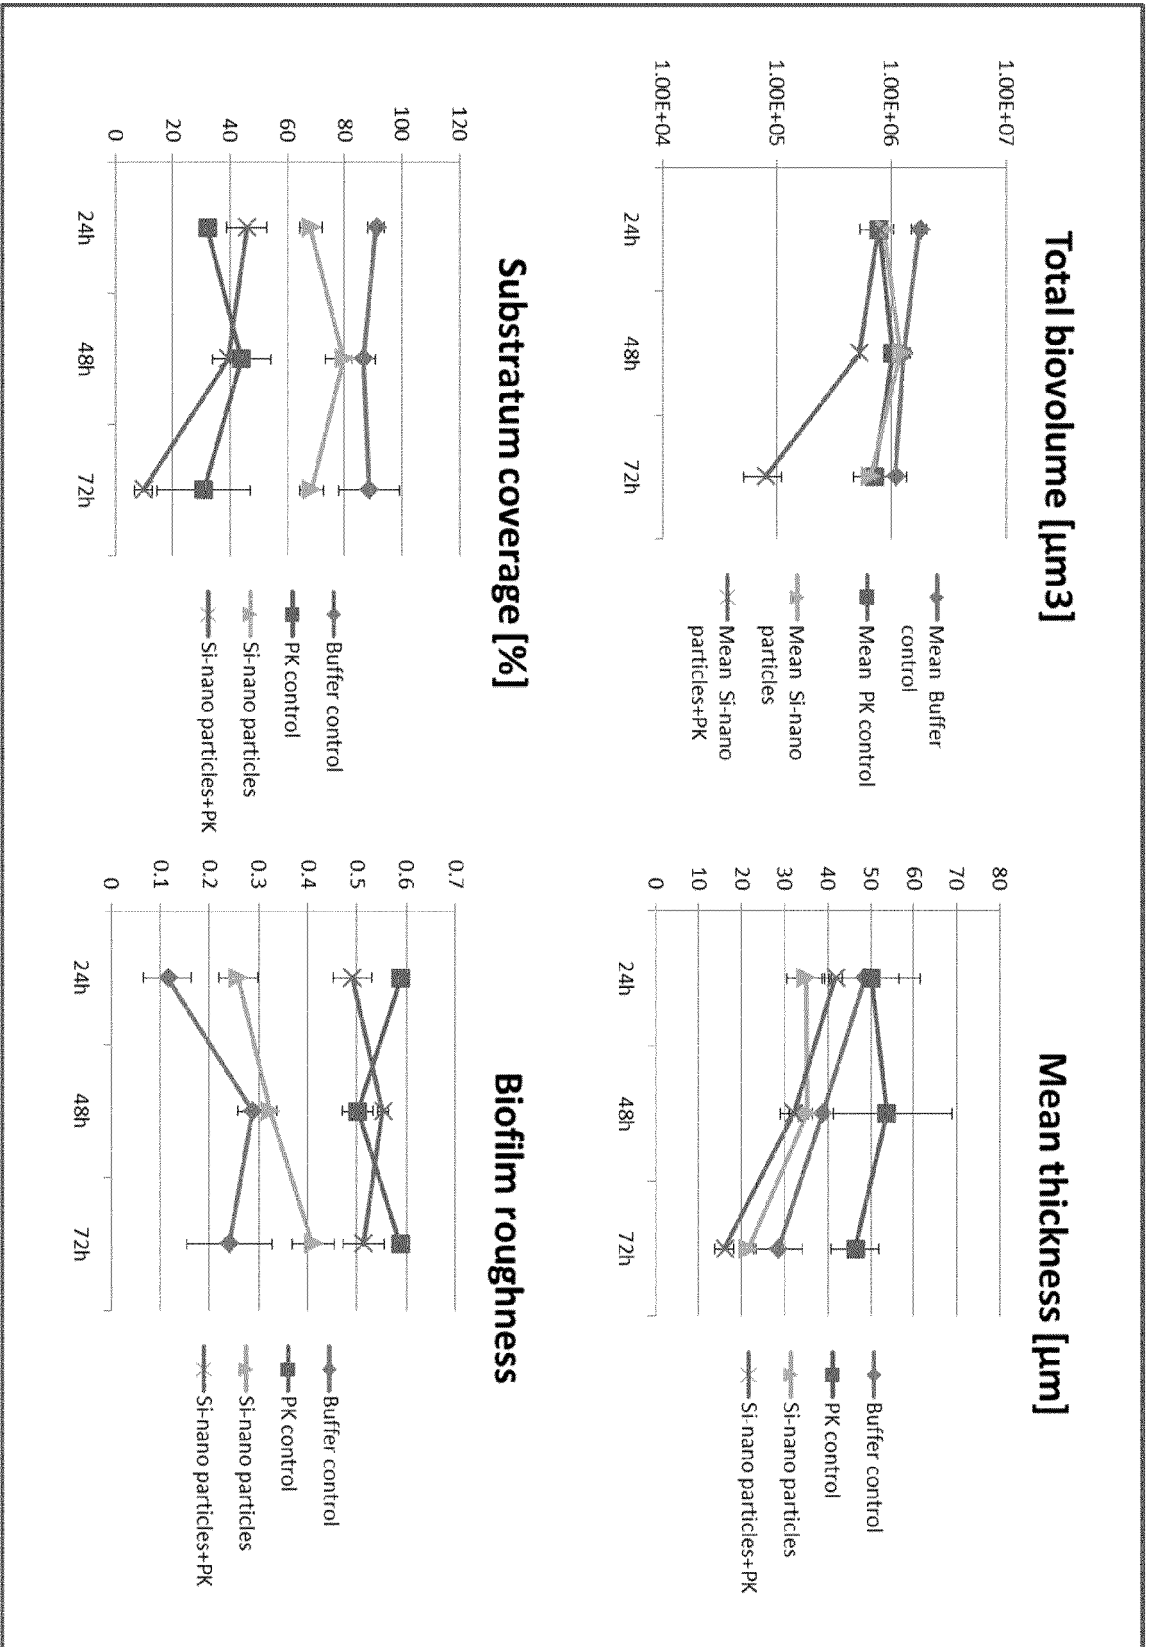 Total biovolume [µm3]
1.00E+07
1.00E+06
1.00E+05
1.00E+04
24h
48h
72h
Mean Buffer
control
Mean PK control
Mean Si-nano
particles
Mean Si-nano
particles+PK
Mean thickness [µm]
80
70
60
50
40
30
20
10
0
24h
48h
72h
Buffer control
PK control
Si-nano particles
Si-nano particles+PK
Substratum coverage [%]
120
100
80
60
40
20
0
24h
48h
72h
Buffer control
PK control
Si-nano particles
Si-nano particles+PK
Biofilm roughness
0.7
0.6
0.5
0.4
0.3
0.2
0.1
0
24h
48h
72h
Buffer control
PK control
Si-nano particles
Si-nano particles+PK